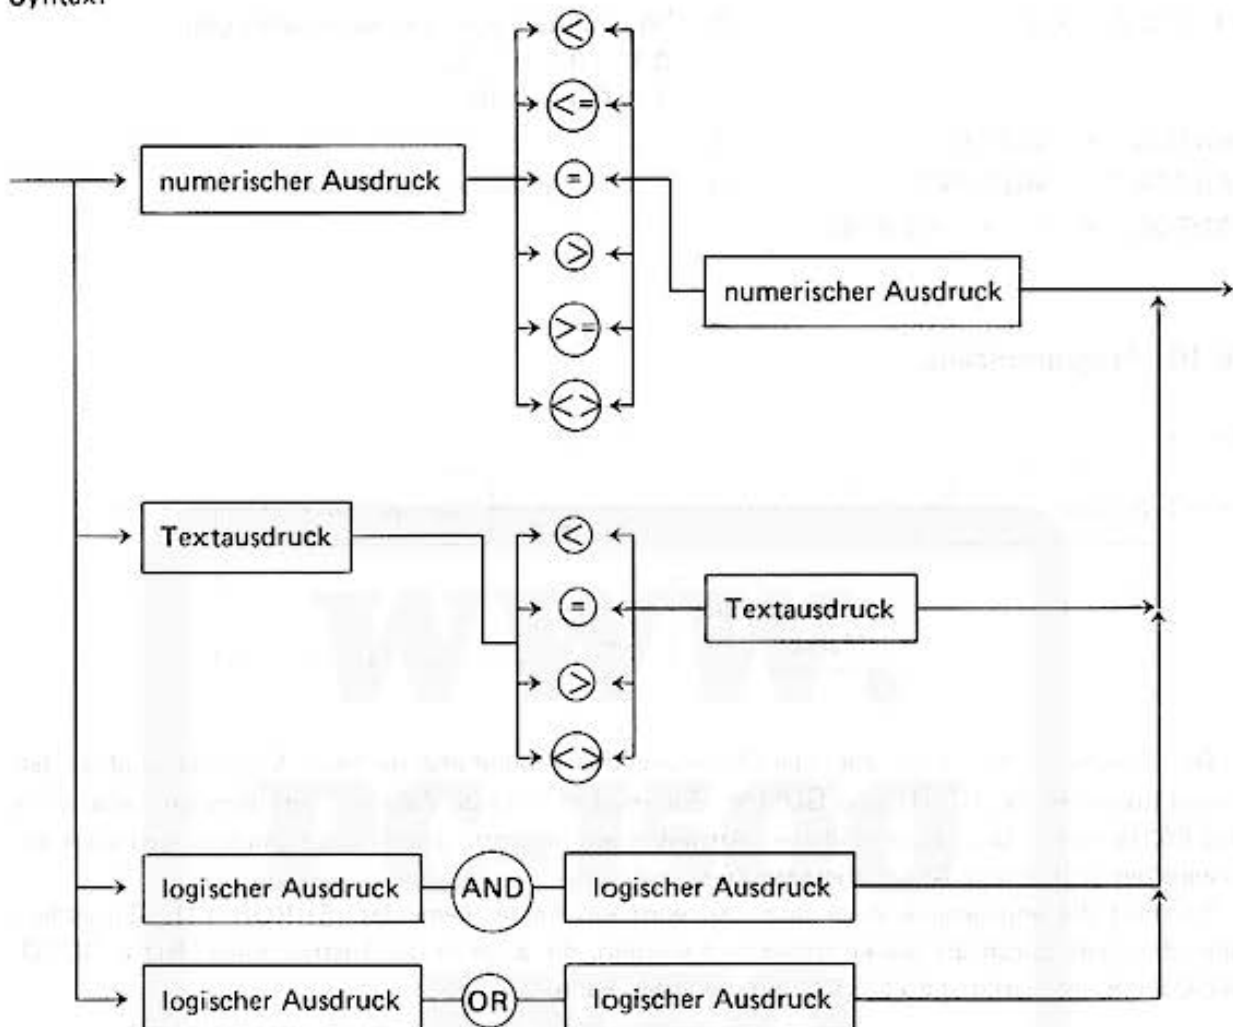 Syntax:
<
<=
numerischer Ausdruck
=
>
numerischer Ausdruck
>=
<>
Textausdruck
<
=
Textausdruck
>
<>
logischer Ausdruck AND logischer Ausdruck
logischer Ausdruck OR logischer Ausdruck